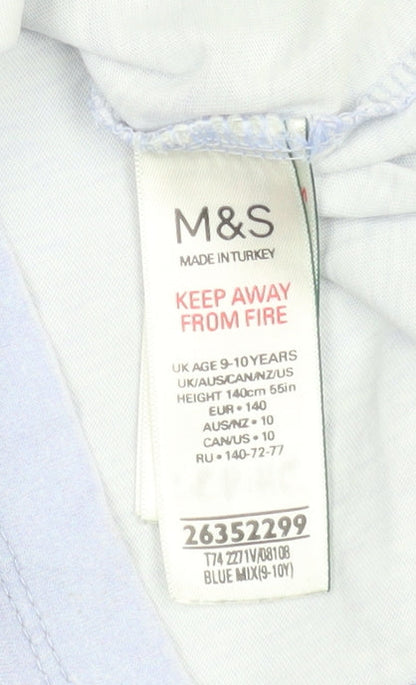 M&S
MADE IN TURKEY
KEEP AWAY
FROM FIRE
UK AGE 9-10 YEARS
UK/AUS/CAN/NZ/US
HEIGHT 140cm 55in
EUR • 140
AUS/NZ • 10
CAN/US • 10
RU • 140-72-77
26352299
T74 2271V/08108
BLUE MIX(9-10Y)